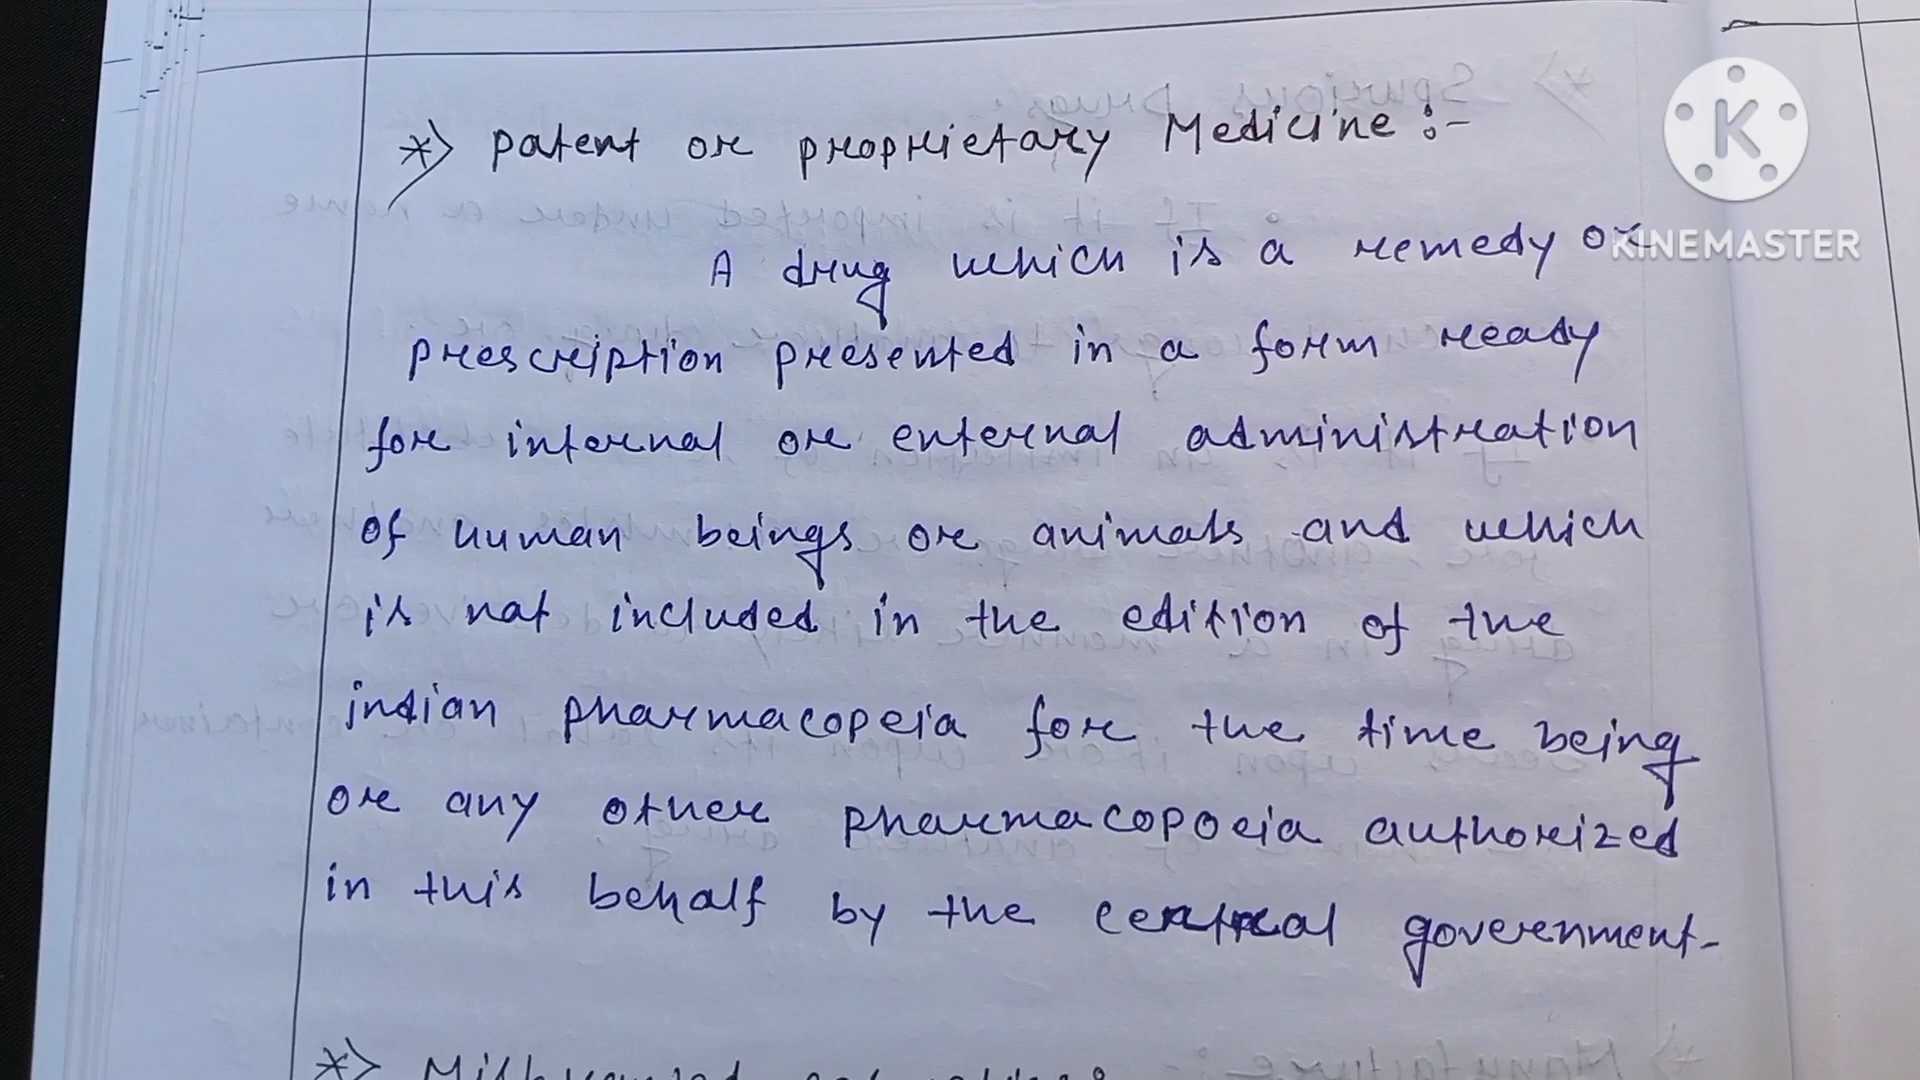 *> patent or proprietary Medicine :-
A drug which is a remedy or
prescription presented in a form ready
for internal or enternal administration
of human beings or animals and which
is not included in the edition of the
indian pharmacopeia for the time being
or any other pharmacopoeia authorized
in this behalf by the central government-
*>
K
KINEMASTER